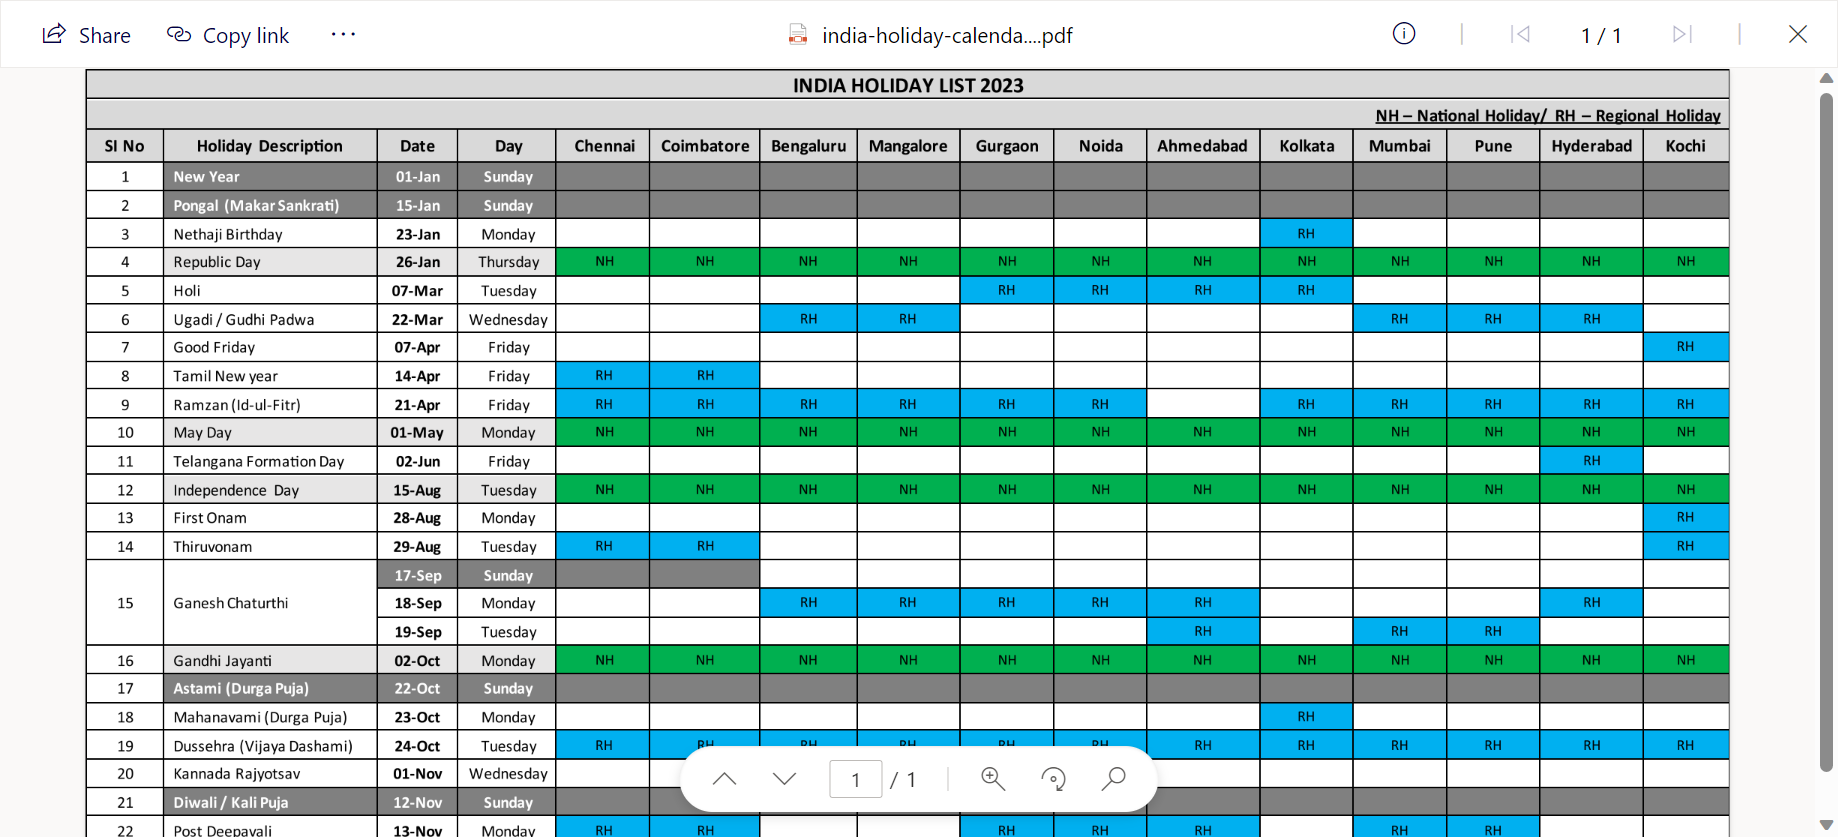 Share Copy link ··· india-holiday-calenda....pdf 1 / 1
INDIA HOLIDAY LIST 2023
NH – National Holiday/ RH – Regional Holiday
SI No Holiday Description Date Day Chennai Coimbatore Bengaluru Mangalore Gurgaon Noida Ahmedabad Kolkata Mumbai Pune Hyderabad Kochi
1 New Year 01-Jan Sunday
2 Pongal (Makar Sankrati) 15-Jan Sunday
3 Nethaji Birthday 23-Jan Monday RH
4 Republic Day 26-Jan Thursday NH NH NH NH NH NH NH NH NH NH NH NH
5 Holi 07-Mar Tuesday RH RH RH RH
6 Ugadi / Gudhi Padwa 22-Mar Wednesday RH RH RH RH RH
7 Good Friday 07-Apr Friday RH
8 Tamil New year 14-Apr Friday RH RH
9 Ramzan (Id-ul-Fitr) 21-Apr Friday RH RH RH RH RH RH RH RH RH RH RH
10 May Day 01-May Monday NH NH NH NH NH NH NH NH NH NH NH NH
11 Telangana Formation Day 02-Jun Friday RH
12 Independence Day 15-Aug Tuesday NH NH NH NH NH NH NH NH NH NH NH NH
13 First Onam 28-Aug Monday RH
14 Thiruvonam 29-Aug Tuesday RH RH RH
17-Sep Sunday
15 Ganesh Chaturthi 18-Sep Monday RH RH RH RH RH RH
19-Sep Tuesday RH RH RH
16 Gandhi Jayanti 02-Oct Monday NH NH NH NH NH NH NH NH NH NH NH NH
17 Astami (Durga Puja) 22-Oct Sunday
18 Mahanavami (Durga Puja) 23-Oct Monday RH
19 Dussehra (Vijaya Dashami) 24-Oct Tuesday RH RH RH RH RH RH RH RH RH RH RH RH
20 Kannada Rajyotsav 01-Nov Wednesday
1 / 1
21 Diwali / Kali Puja 12-Nov Sunday
22 Post Deepavali 13-Nov Monday RH RH RH RH RH RH RH